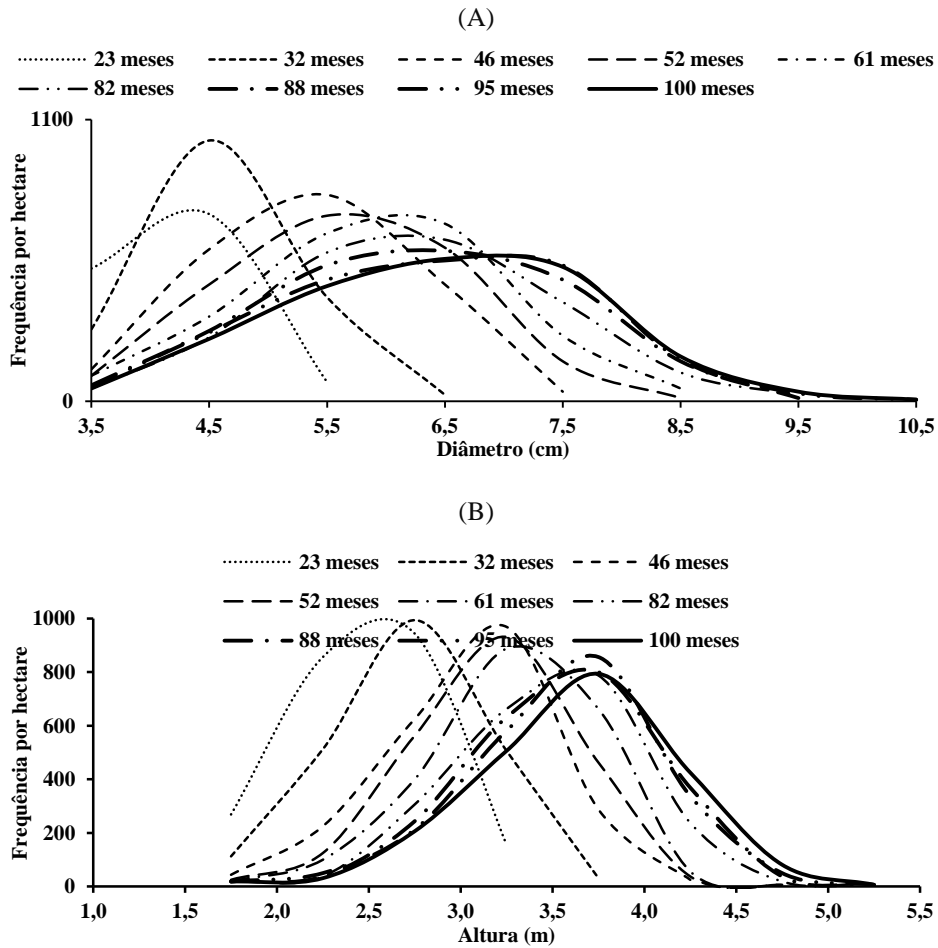 (A)
23 meses 32 meses 46 meses 52 meses 61 meses
82 meses 88 meses 95 meses 100 meses
1100
Frequência por hectare
0
3,5 4,5 5,5 6,5 7,5 8,5 9,5 10,5
Diâmetro (cm)
(B)
23 meses 32 meses 46 meses
52 meses 61 meses 82 meses
88 meses 95 meses 100 meses
1000
800
600
400
200
0
Frequência por hectare
1,0 1,5 2,0 2,5 3,0 3,5 4,0 4,5 5,0 5,5
Altura (m)